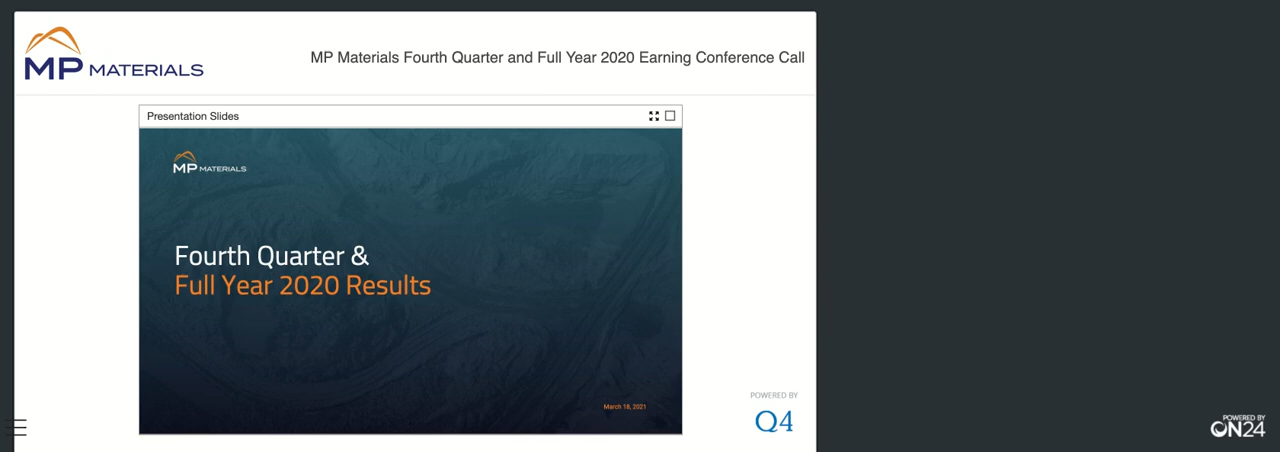 MP MATERIALS
MP Materials Fourth Quarter and Full Year 2020 Earning Conference Call
Presentation Slides
MP MATERIALS
Fourth Quarter &
Full Year 2020 Results
March 18, 2021
POWERED BY
Q4
POWERED BY
ON24